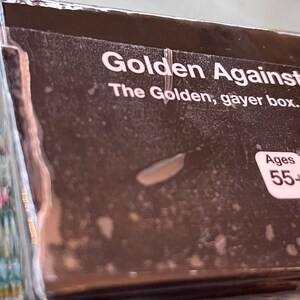 Golden Against
The Golden, gayer box.
Ages
55+